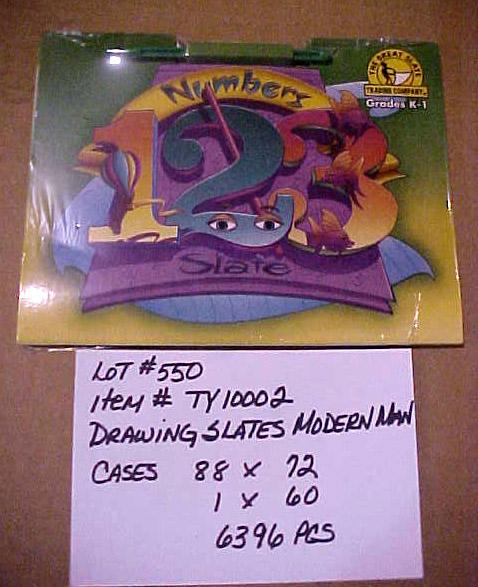 Numbers
THE GREAT SLATE
TRADING COMPANY
Grades K-1
123
Slate
LOT #550
ITEM # TY10002
DRAWING SLATES MODERN MAN
CASES 88 X 72
1 X 60
6396 PCS